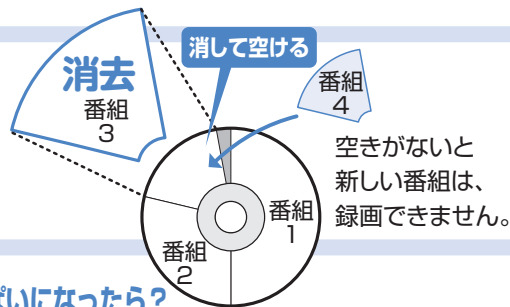 消して空ける
消去
番組
3
番組
4
空きがないと
新しい番組は、
録画できません。
番組
1
番組
2
いになったら？